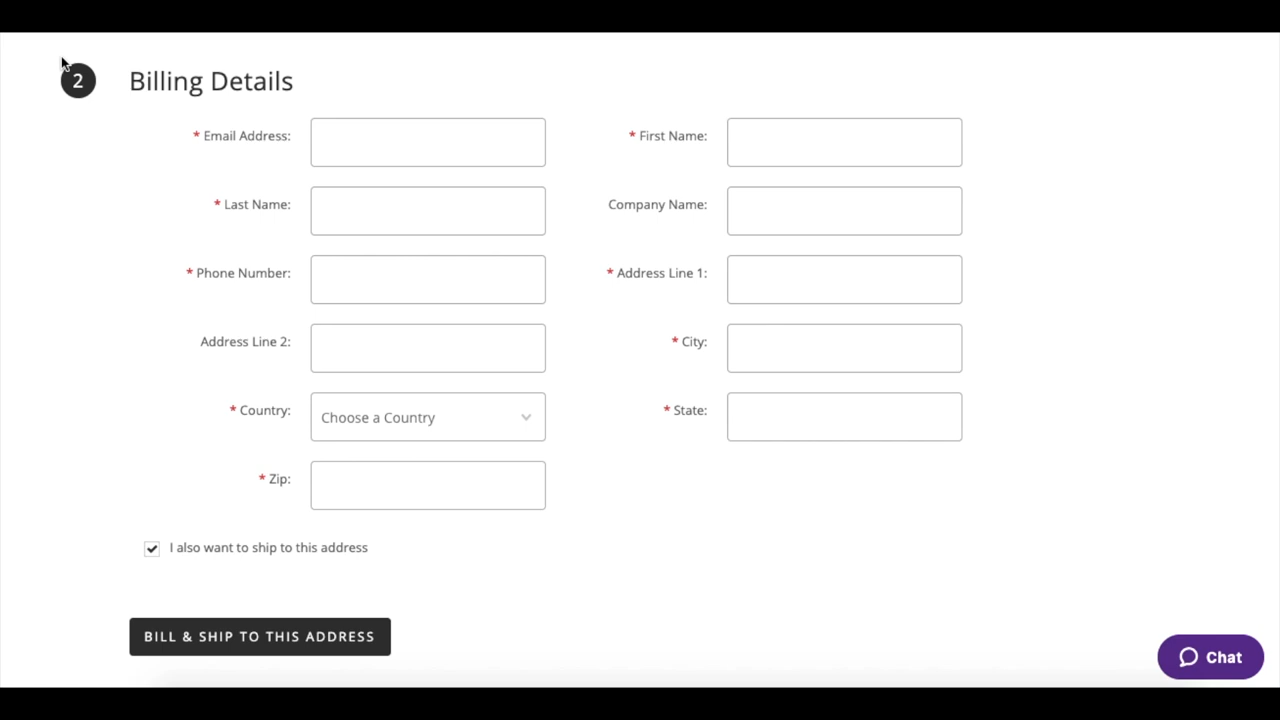 2 Billing Details
* Email Address:
* First Name:
* Last Name:
Company Name:
* Phone Number:
* Address Line 1:
Address Line 2:
* City:
* Country:
Choose a Country
* State:
* Zip:
I also want to ship to this address
BILL & SHIP TO THIS ADDRESS
Chat